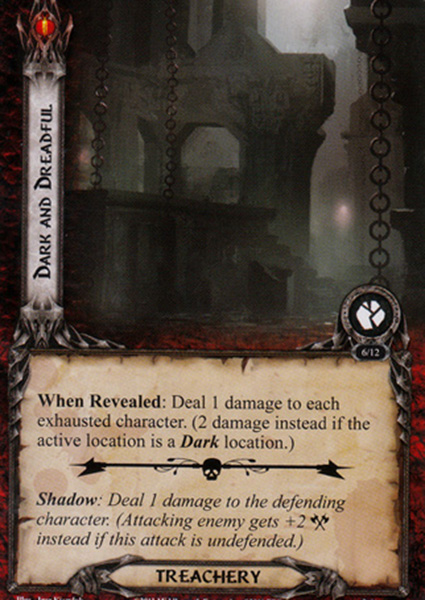 DARK AND DREADFUL
6/12
When Revealed: Deal 1 damage to each
exhausted character. (2 damage instead if the
active location is a Dark location.)
Shadow: Deal 1 damage to the defending
character. (Attacking enemy gets +2
instead if this attack is undefended.)
TREACHERY